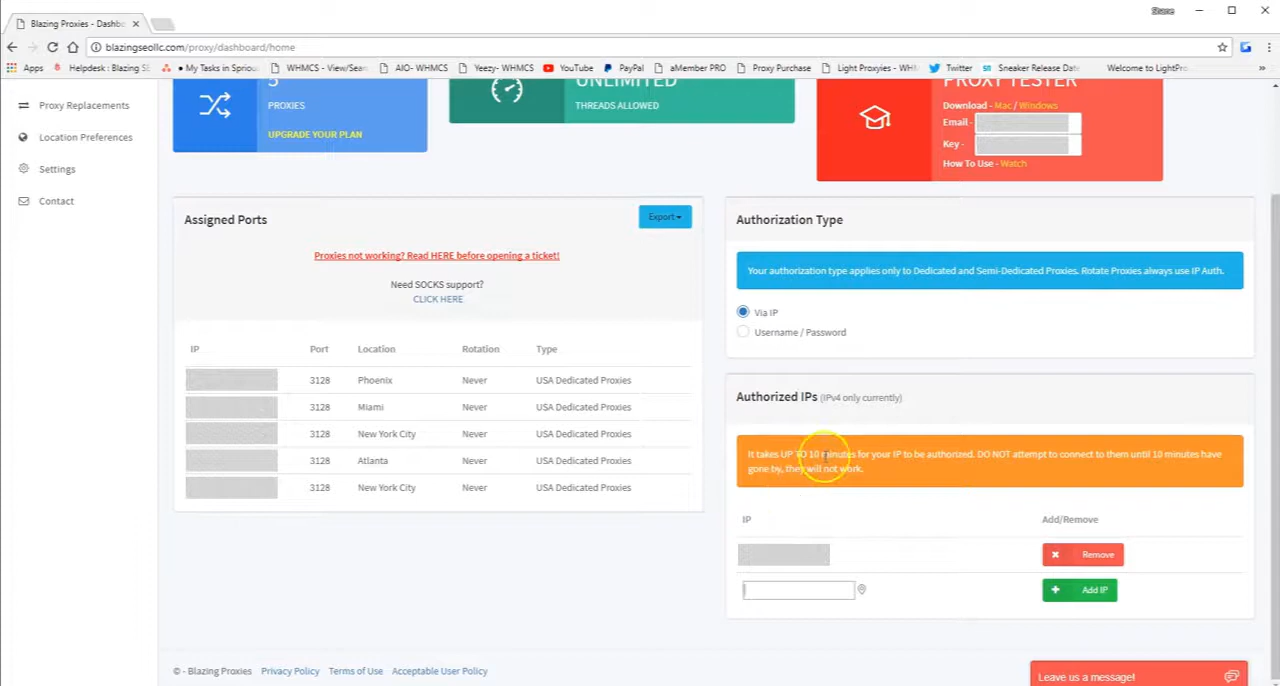 Blazing Proxies - Dashbo
Share
blazingseollc.com/proxy/dashboard/home
Apps Helpdesk : Blazing SE • My Tasks in Spriou WHMCS - View/Sear AIO- WHMCS Yeezy- WHMCS YouTube PayPal aMember PRO Proxy Purchase Light Proxyies - WHM Twitter Sneaker Release Date Welcome to LightPro »
Proxy Replacements
Location Preferences
Settings
Contact
5
PROXIES
UPGRADE YOUR PLAN
UNLIMITED
THREADS ALLOWED
PROXY TESTER
Download - Mac / Windows
Email -
Key -
How To Use - Watch
Assigned Ports
Export
Proxies not working? Read HERE before opening a ticket!
Need SOCKS support?
CLICK HERE
IP Port Location Rotation Type
3128 Phoenix Never USA Dedicated Proxies
3128 Miami Never USA Dedicated Proxies
3128 New York City Never USA Dedicated Proxies
3128 Atlanta Never USA Dedicated Proxies
3128 New York City Never USA Dedicated Proxies
Authorization Type
Your authorization type applies only to Dedicated and Semi-Dedicated Proxies. Rotate Proxies always use IP Auth.
Via IP
Username / Password
Authorized IPs (IPv4 only currently)
It takes UP TO 10 minutes for your IP to be authorized. DO NOT attempt to connect to them until 10 minutes have
gone by, they will not work.
IP Add/Remove
Remove
Add IP
© - Blazing Proxies Privacy Policy Terms of Use Acceptable User Policy
Leave us a message!